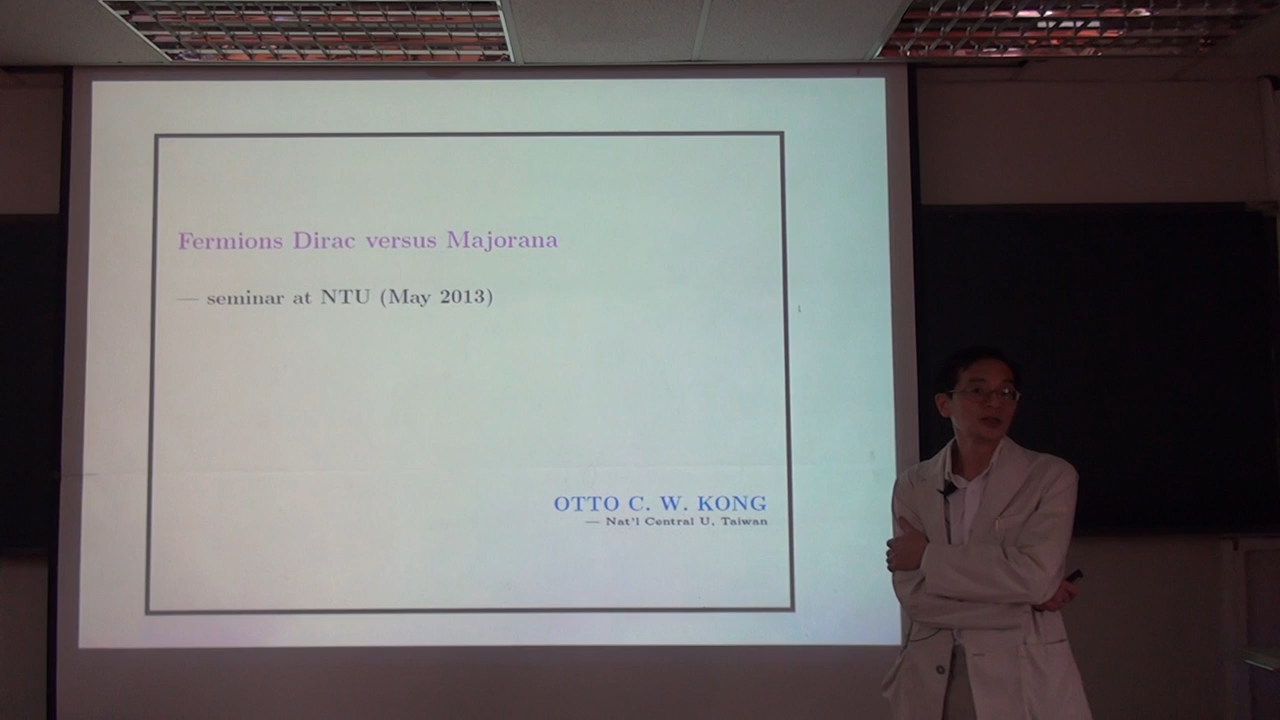 Fermions Dirac versus Majorana
— seminar at NTU (May 2013)
OTTO C. W. KONG
— Nat'l Central U, Taiwan